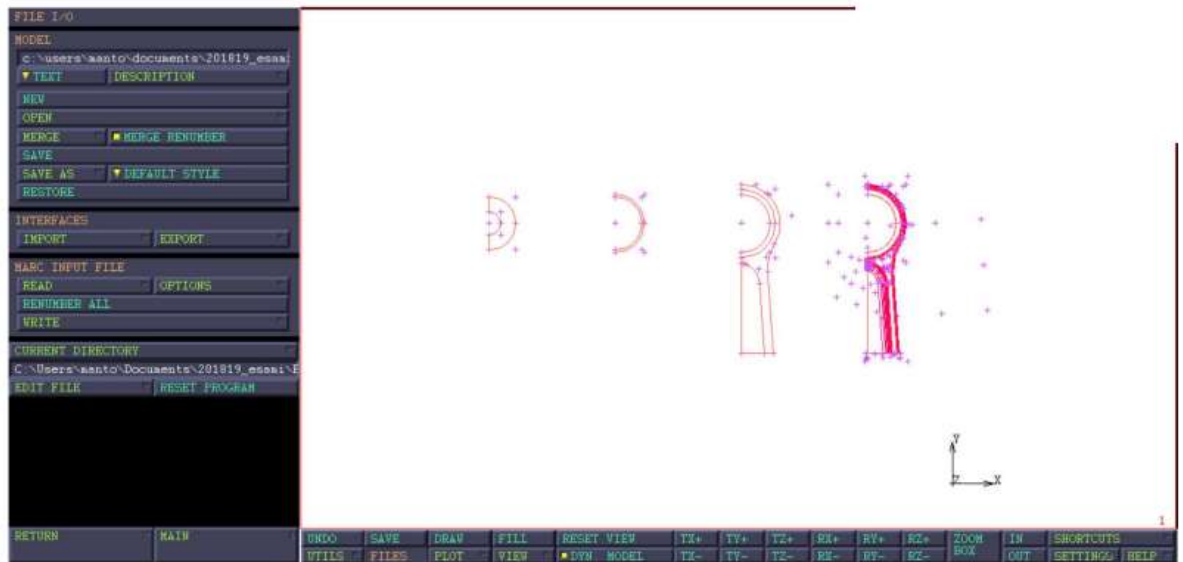 FILE I/O
MODEL
c:\users\manto\documents\201819_esami
TEXT DESCRIPTION
NEW
OPEN
MERGE MERGE RENUMBER
SAVE
SAVE AS DEFAULT STYLE
RESTORE
INTERFACES
IMPORT EXPORT
MARC INPUT FILE
READ OPTIONS
RENUMBER ALL
WRITE
CURRENT DIRECTORY
C:\Users\manto\Documents\201819_esami\E
EDIT FILE RESET PROGRAM
Y
Z X
1
RETURN MAIN
UNDO SAVE DRAW FILL RESET VIEW TX+ TY+ TZ+ RX+ RY+ RZ+ ZOOM BOX IN SHORTCUTS
UTILS FILES PLOT VIEW DYN. MODEL TX- TY- TZ- RX- RY- RZ- OUT SETTINGS HELP